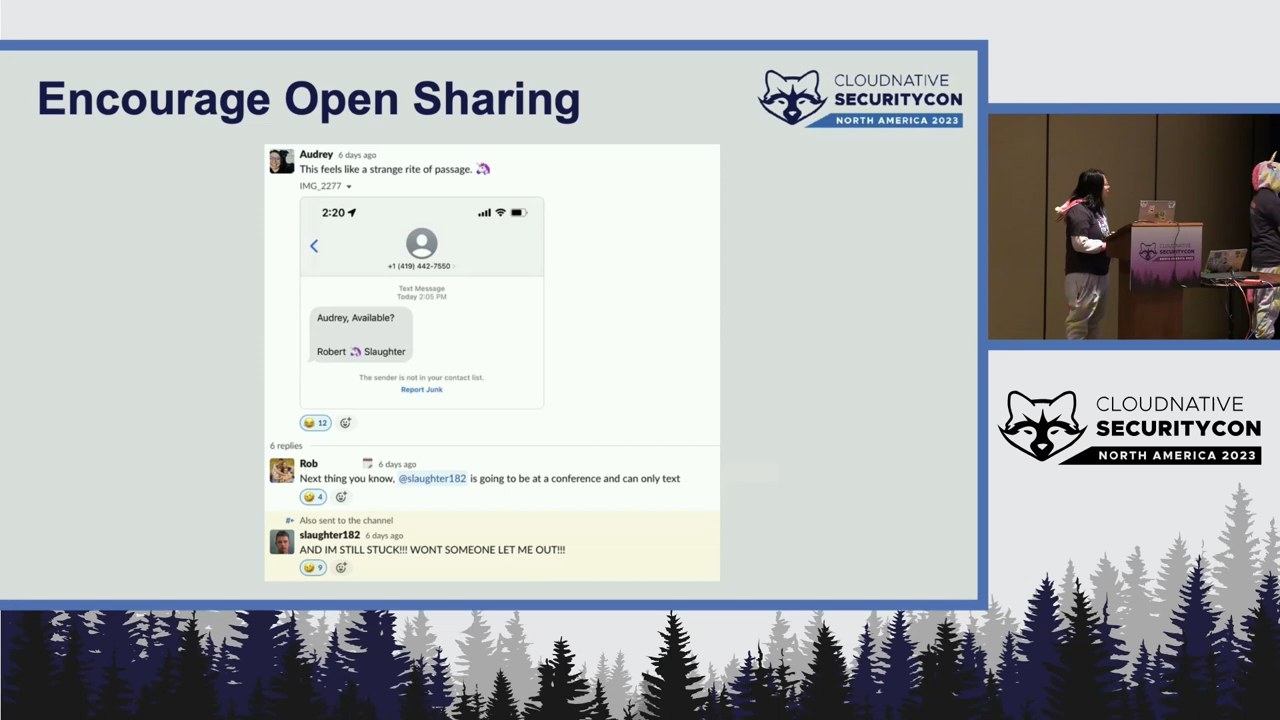 Encourage Open Sharing
CLOUDNATIVE
SECURITYCON
NORTH AMERICA 2023
Audrey 6 days ago
This feels like a strange rite of passage. 🦄
IMG_2277
2:20
+1 (419) 442-7550
Text Message
Today 2:05 PM
Audrey, Available?
Robert 🦄 Slaughter
The sender is not in your contact list.
Report Junk
12
6 replies
Rob 6 days ago
Next thing you know, @slaughter182 is going to be at a conference and can only text
4
Also sent to the channel
slaughter182 6 days ago
AND IM STILL STUCK!!! WONT SOMEONE LET ME OUT!!!
9
CLOUDNATIVE
SECURITYCON
CLOUDNATIVE
SECURITYCON
NORTH AMERICA 2023